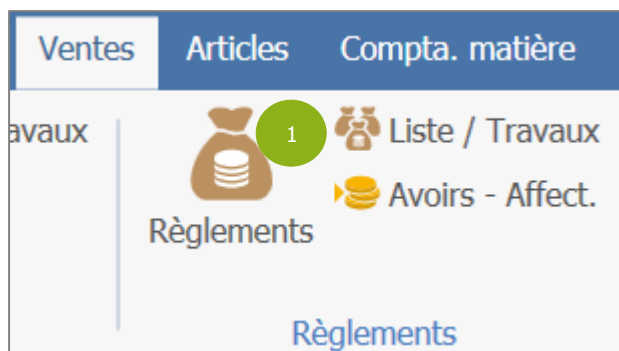 Ventes Articles Compta. matière
avaux
1
Liste / Travaux
Avoirs - Affect.
Règlements
Règlements